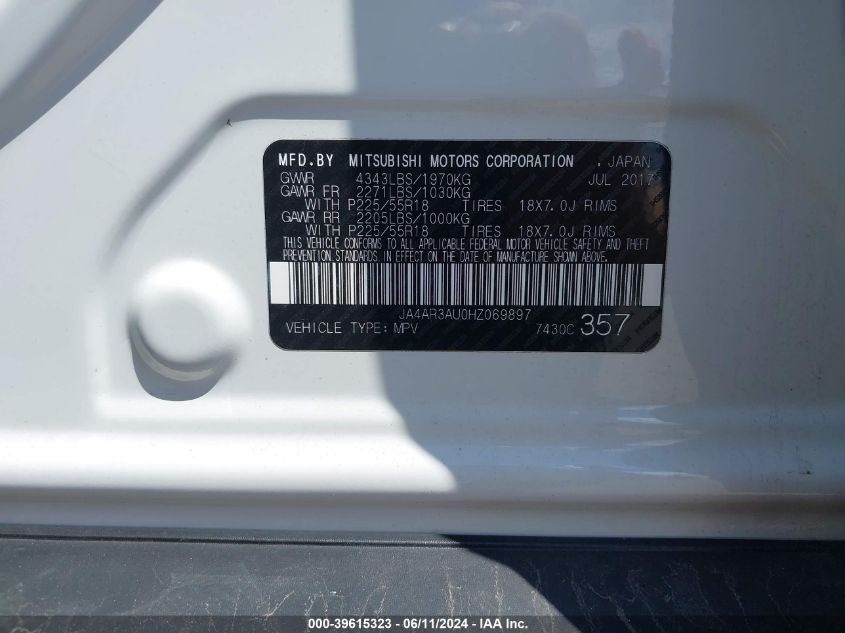 MFD.BY MITSUBISHI MOTORS CORPORATION , JAPAN
GVWR 4343LBS/1970KG JUL 2017
GAWR FR 2271LBS/1030KG
WITH P225/55R18 TIRES 18X7.0J RIMS
GAWR RR 2205LBS/1000KG
WITH P225/55R18 TIRES 18X7.0J RIMS
THIS VEHICLE CONFORMS TO ALL APPLICABLE FEDERAL MOTOR VEHICLE SAFETY AND THEFT
PREVENTION STANDARDS IN EFFECT ON THE DATE OF MANUFACTURE SHOWN ABOVE.
JA4AR3AU0HZ069897
VEHICLE TYPE: MPV 7430C 357
000-39615323 - 06/11/2024 - IAA Inc.